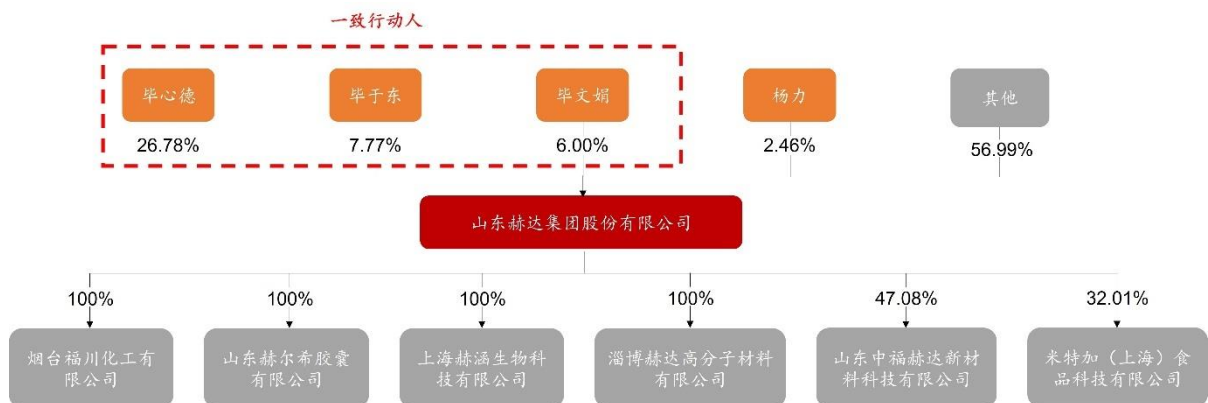 一致行动人
毕心德
毕于东
毕文娟
杨力
其他
26.78%
7.77%
6.00%
2.46%
56.99%
山东赫达集团股份有限公司
100%
100%
100%
100%
47.08%
32.01%
烟台福川化工有
限公司
山东赫尔希胶囊
有限公司
上海赫涵生物科
技有限公司
淄博赫达高分子材料
有限公司
山东中福赫达新材
料科技有限公司
米特加（上海）食
品科技有限公司